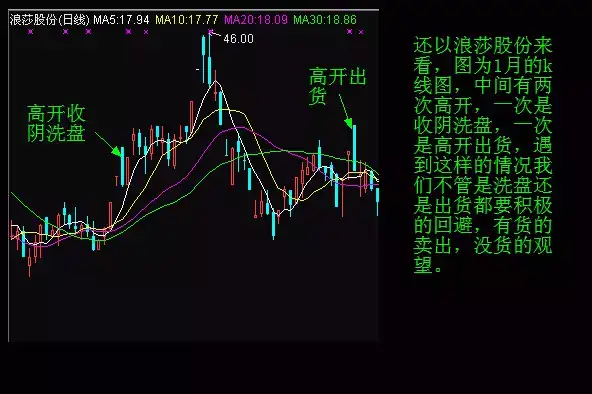 浪莎股份(日线) MA5:17.94 MA10:17.77 MA20:18.09 MA30:18.86
46.00
高开出
货
高开收
阴洗盘
还以浪莎股份来
看，图为1月的k
线图，中间有两
次高开，一次是
收阴洗盘，一次
是高开出货，遇
到这样的情况我
们不管是洗盘还
是出货都要积极
的回避，有货的
卖出，没货的观
望。